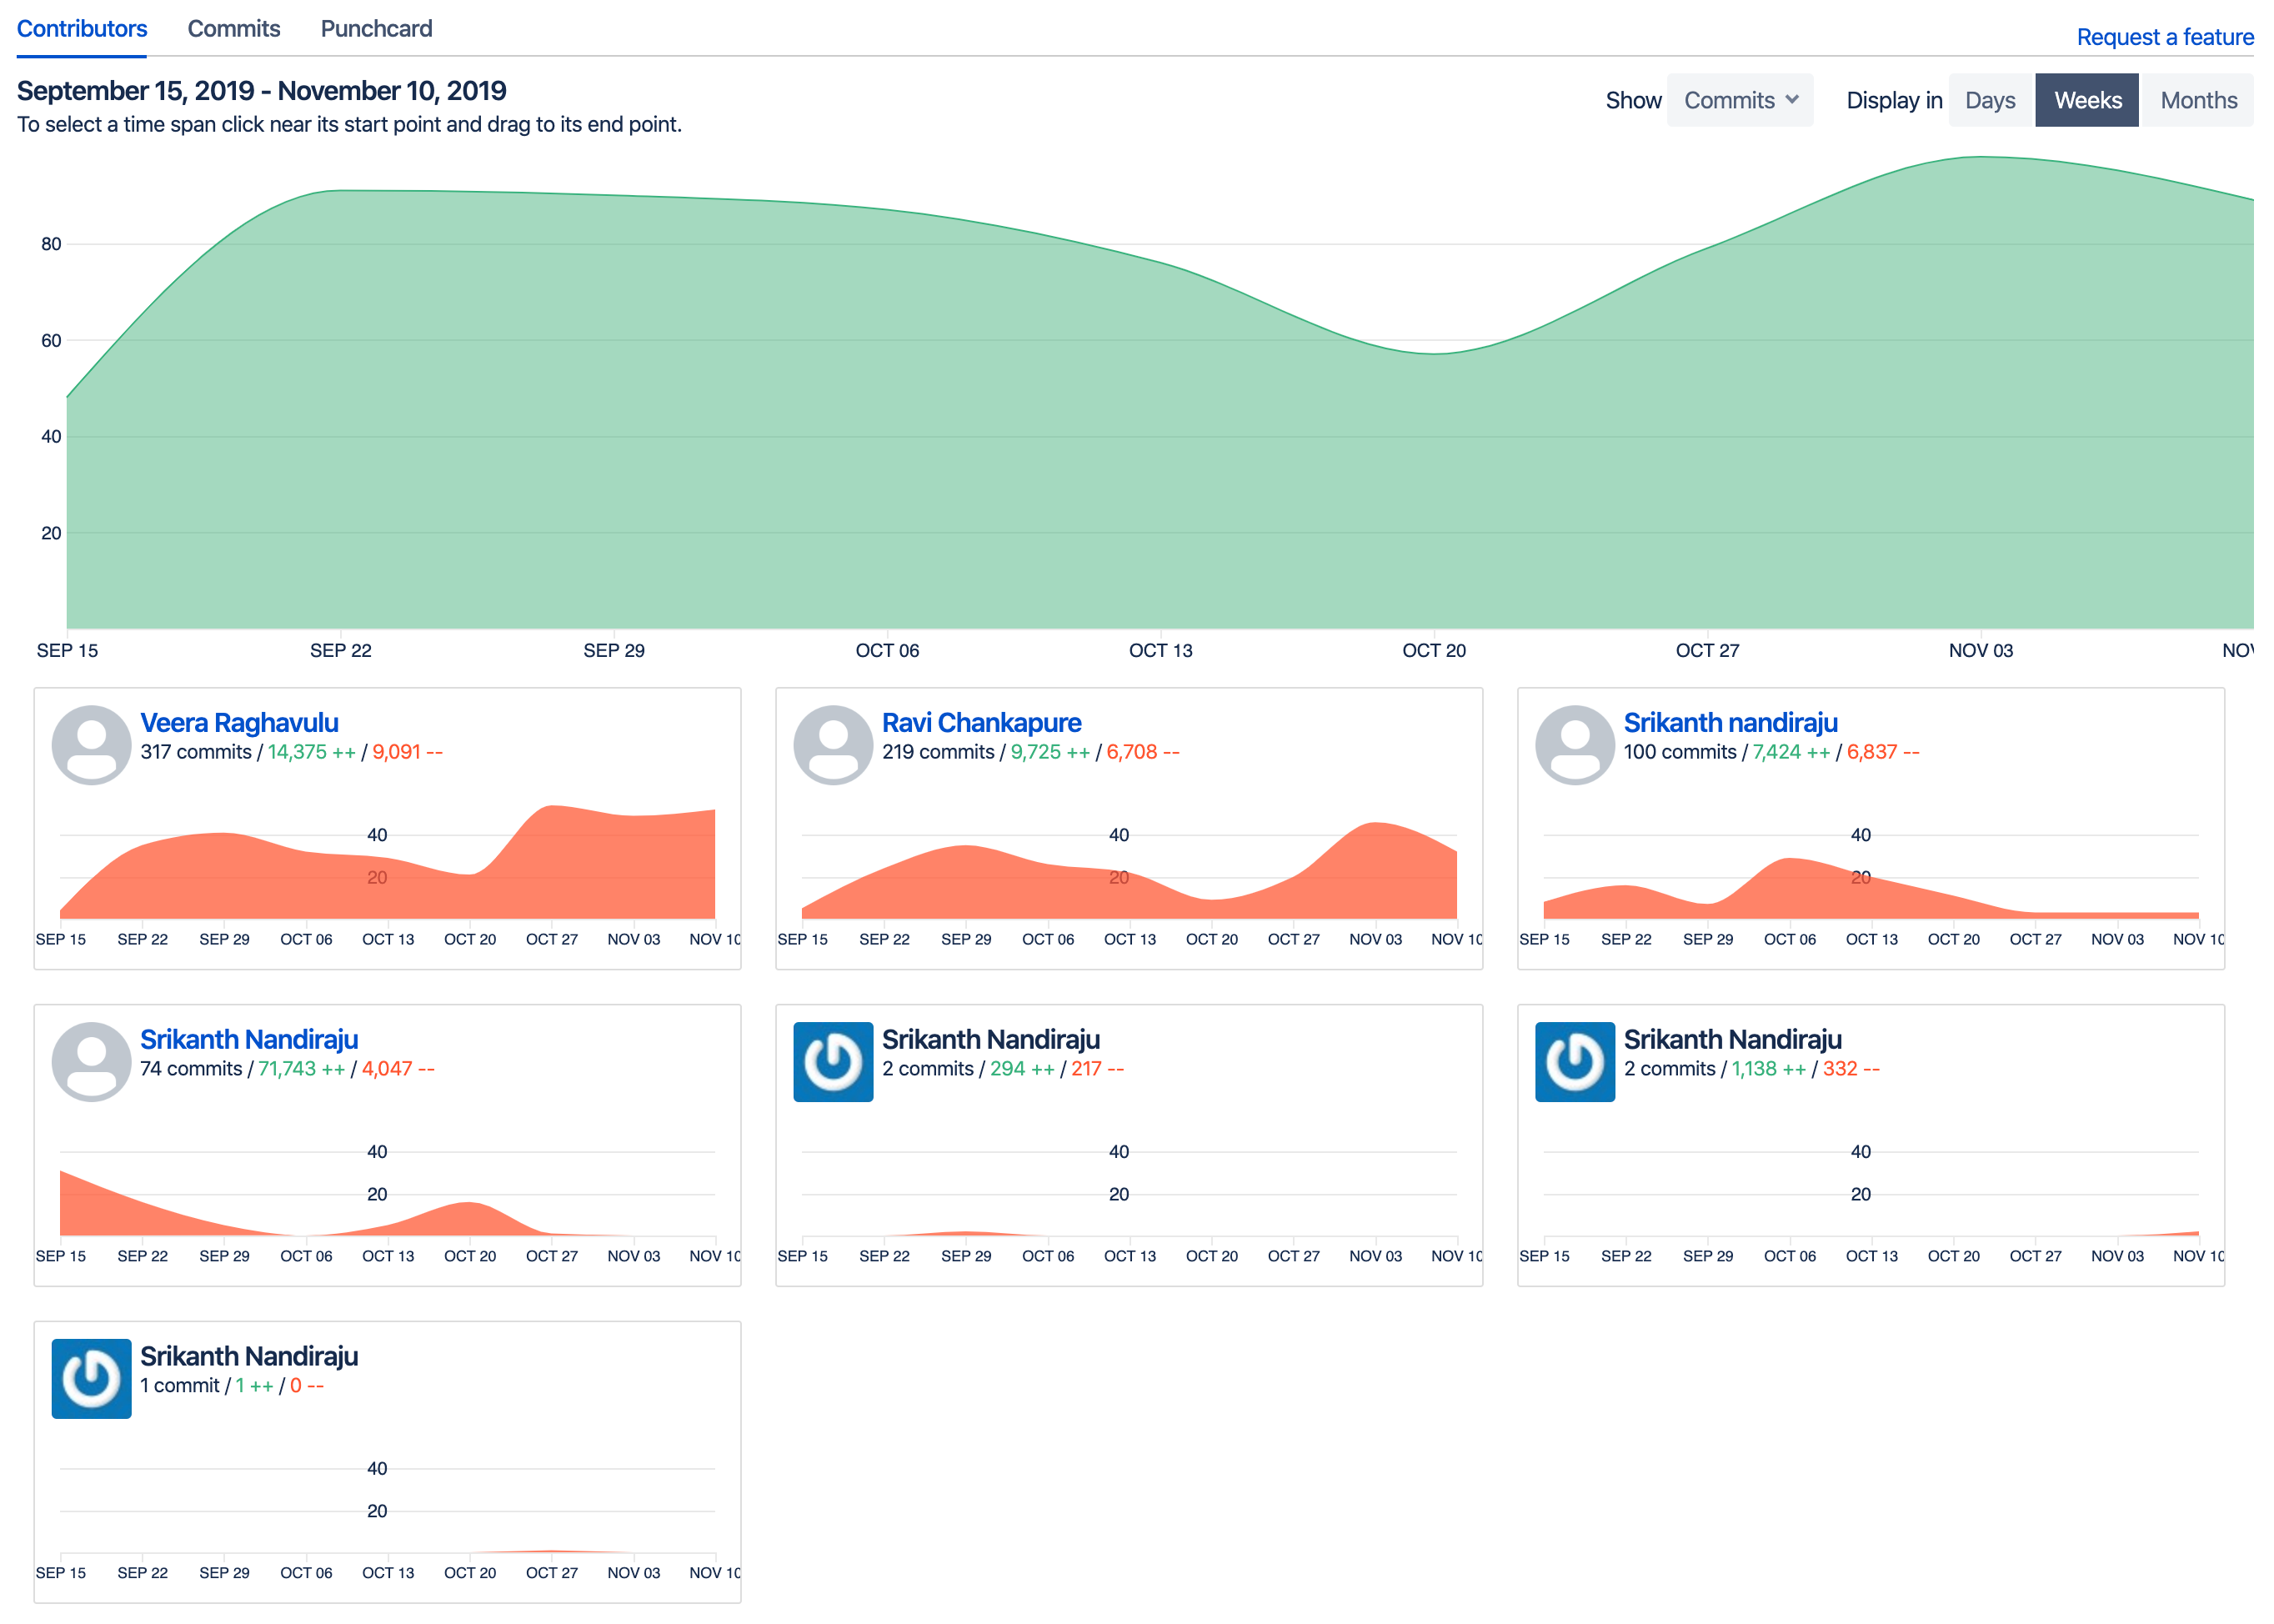 Contributors Commits Punchcard
Request a feature
September 15, 2019 - November 10, 2019
To select a time span click near its start point and drag to its end point.
Show Commits Display in Days Weeks Months
80
60
40
20
SEP 15 SEP 22 SEP 29 OCT 06 OCT 13 OCT 20 OCT 27 NOV 03 NOV
Veera Raghavulu
317 commits / 14,375 ++ / 9,091 --
40
20
SEP 15 SEP 22 SEP 29 OCT 06 OCT 13 OCT 20 OCT 27 NOV 03 NOV 10
Ravi Chankapure
219 commits / 9,725 ++ / 6,708 --
40
20
SEP 15 SEP 22 SEP 29 OCT 06 OCT 13 OCT 20 OCT 27 NOV 03 NOV 10
Srikanth nandiraju
100 commits / 7,424 ++ / 6,837 --
40
20
SEP 15 SEP 22 SEP 29 OCT 06 OCT 13 OCT 20 OCT 27 NOV 03 NOV 10
Srikanth Nandiraju
74 commits / 71,743 ++ / 4,047 --
40
20
SEP 15 SEP 22 SEP 29 OCT 06 OCT 13 OCT 20 OCT 27 NOV 03 NOV 10
Srikanth Nandiraju
2 commits / 294 ++ / 217 --
40
20
SEP 15 SEP 22 SEP 29 OCT 06 OCT 13 OCT 20 OCT 27 NOV 03 NOV 10
Srikanth Nandiraju
2 commits / 1,138 ++ / 332 --
40
20
SEP 15 SEP 22 SEP 29 OCT 06 OCT 13 OCT 20 OCT 27 NOV 03 NOV 10
Srikanth Nandiraju
1 commit / 1 ++ / 0 --
40
20
SEP 15 SEP 22 SEP 29 OCT 06 OCT 13 OCT 20 OCT 27 NOV 03 NOV 10